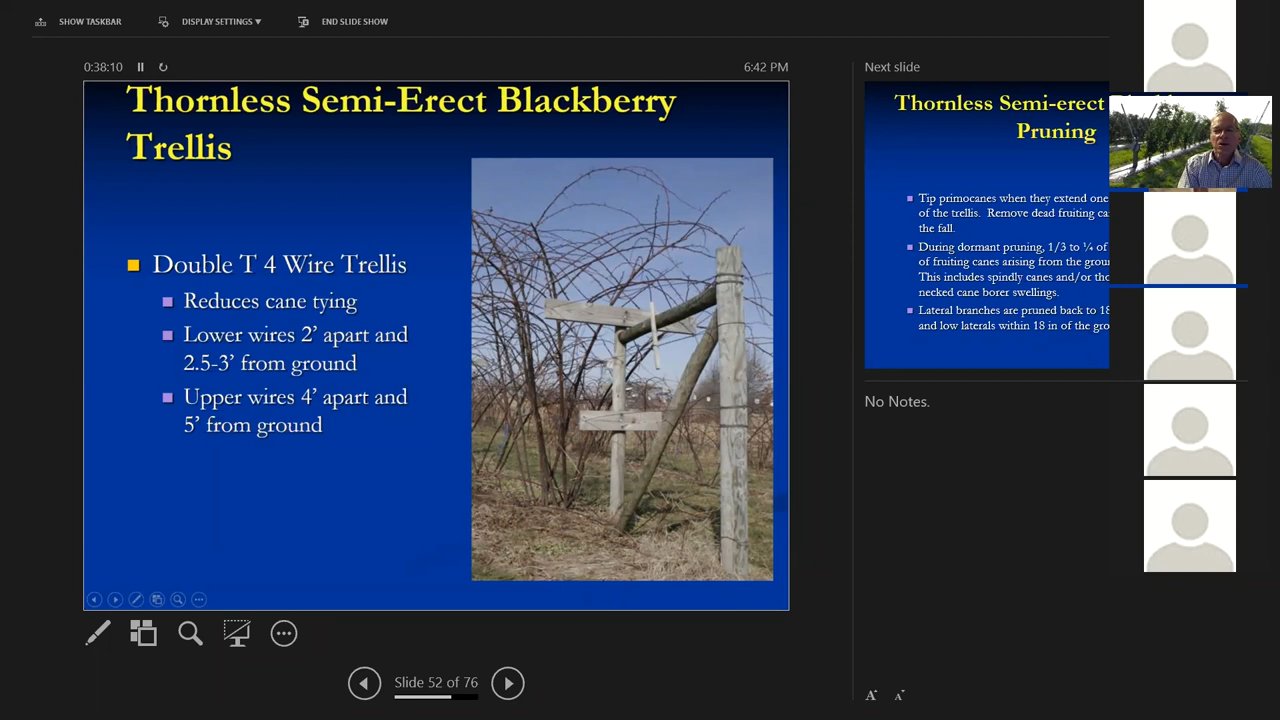 SHOW TASKBAR
DISPLAY SETTINGS ▼
END SLIDE SHOW
0:38:10
6:42 PM
Thornless Semi-Erect Blackberry
Trellis
Double T 4 Wire Trellis
Reduces cane tying
Lower wires 2’ apart and
2.5-3’ from ground
Upper wires 4’ apart and
5’ from ground
Slide 52 of 76
Next slide
Thornless Semi-erect
Pruning
Tip primocanes when they extend one
of the trellis. Remove dead fruiting
the fall.
During dormant pruning, 1/3 to ¼ of
of fruiting canes arising from the
This includes spindly canes and/or
necked cane borer swellings.
Lateral branches are pruned back to 18
and low laterals within 18 in of the
No Notes.
A A